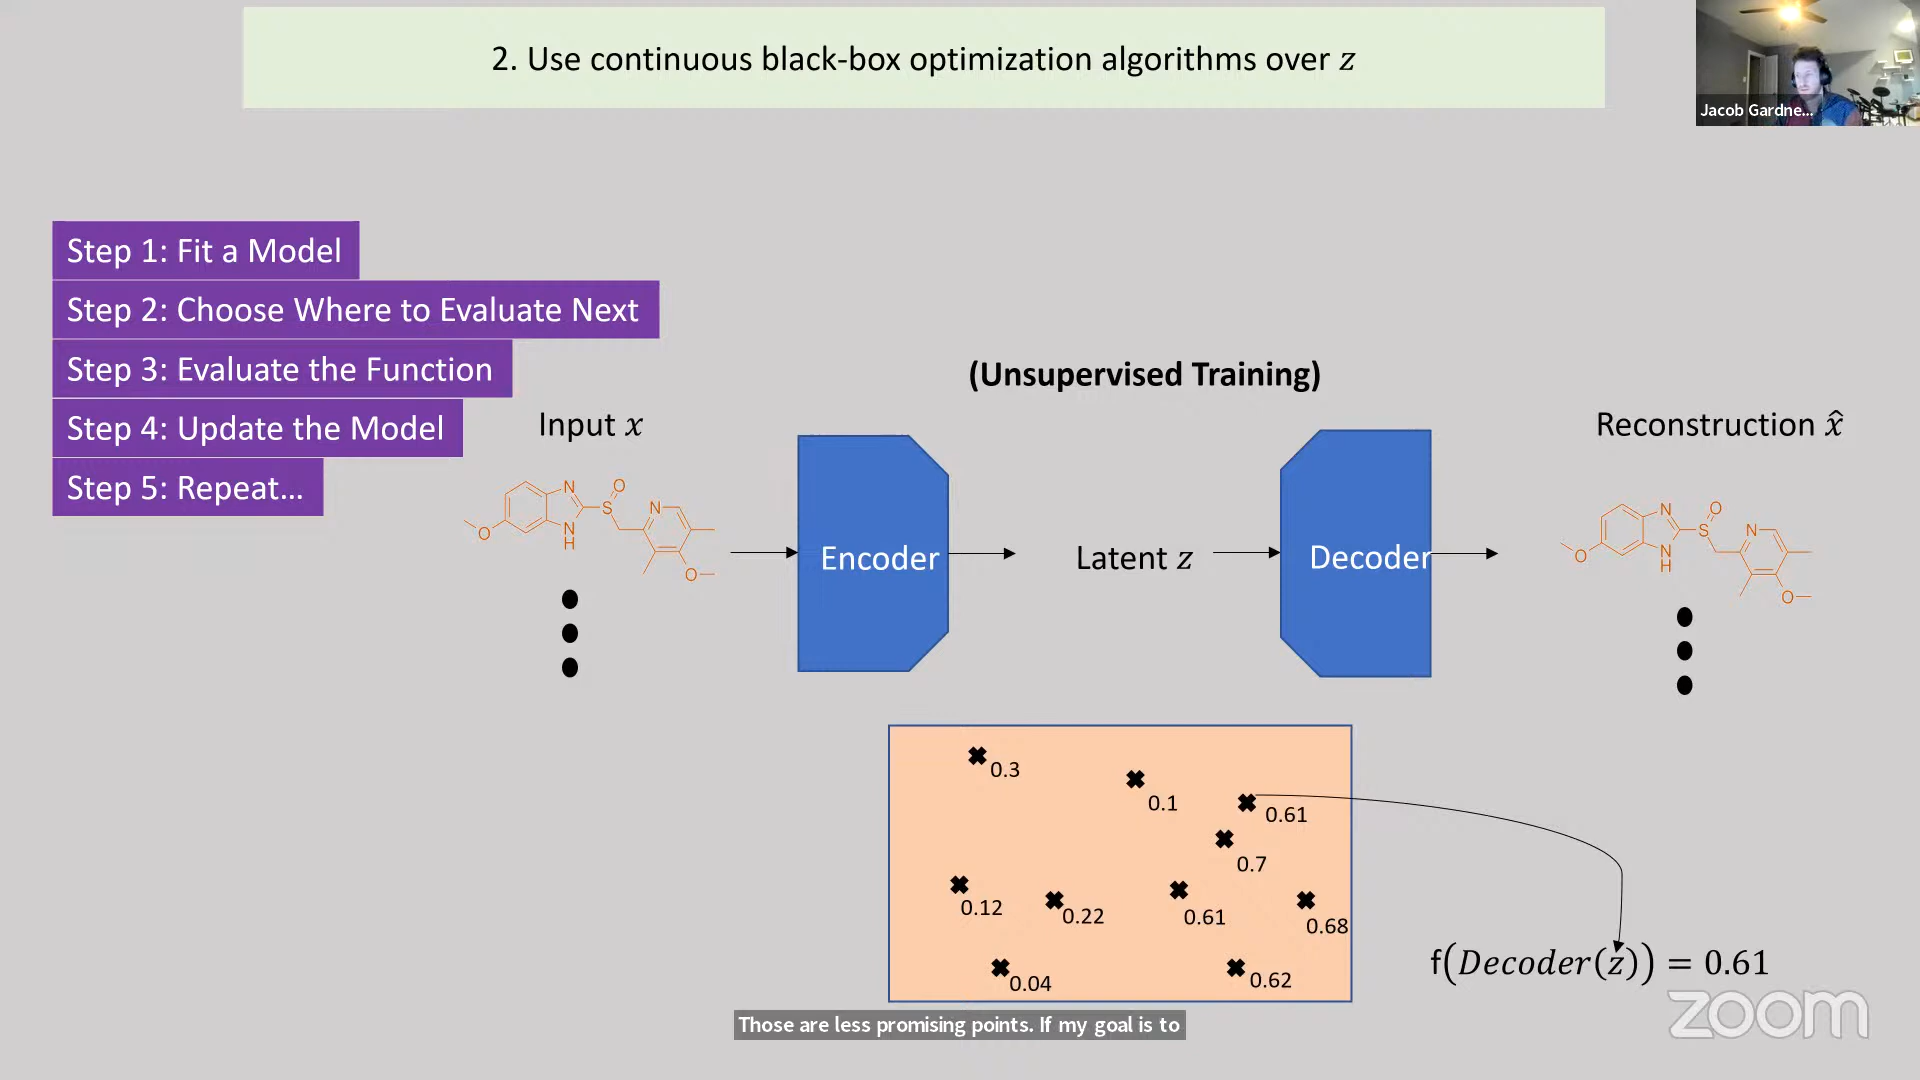 2. Use continuous black-box optimization algorithms over z
Jacob Gardne...
Step 1: Fit a Model
Step 2: Choose Where to Evaluate Next
Step 3: Evaluate the Function
Step 4: Update the Model
Step 5: Repeat...
(Unsupervised Training)
Input x
Reconstruction x̂
N
N
H
S
O
N
O
O
Encoder
Latent z
Decoder
N
N
H
S
O
N
O
O
0.3
0.1
0.61
0.7
0.12
0.22
0.61
0.68
0.04
0.62
f(Decoder(z)) = 0.61
Those are less promising points. If my goal is to
zoom